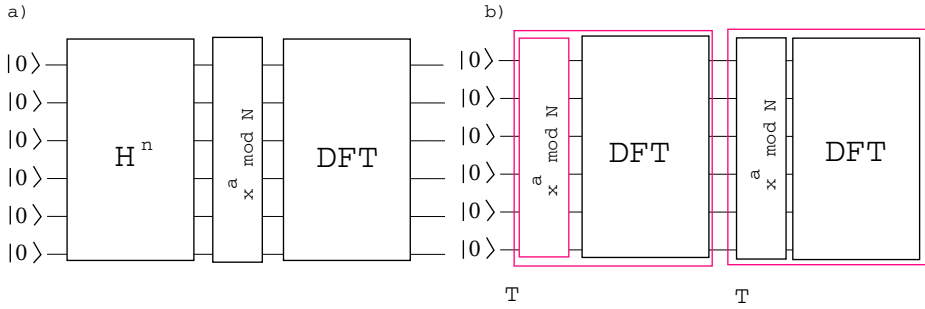 a)
b)
|0⟩
|0⟩
|0⟩
|0⟩
|0⟩
|0⟩
H^n
x^a mod N
DFT
|0⟩
|0⟩
|0⟩
|0⟩
|0⟩
|0⟩
x^a mod N
DFT
x^a mod N
DFT
T
T